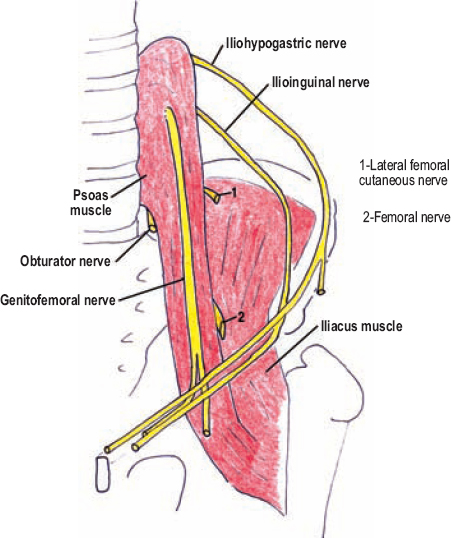 Iliohypogastric nerve
Ilioinguinal nerve
1-Lateral femoral
cutaneous nerve
1
Psoas
muscle
2-Femoral nerve
Obturator nerve
Genitofemoral nerve
2
Iliacus muscle